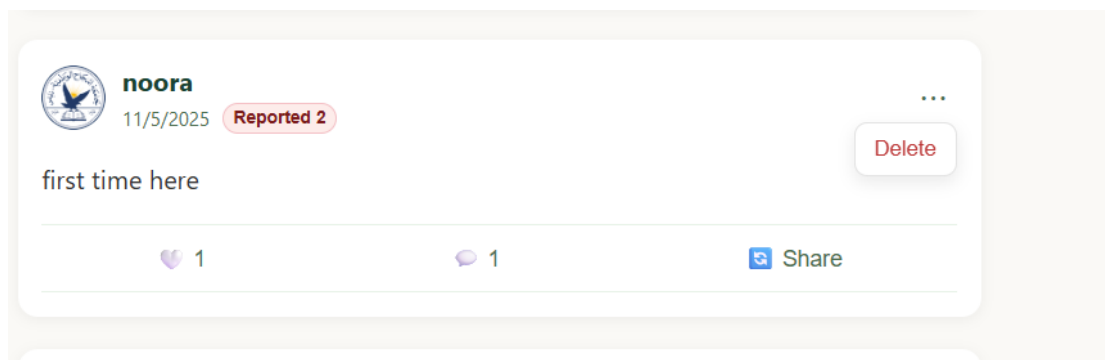 noora
11/5/2025 Reported 2
...
Delete
first time here
1
1
Share